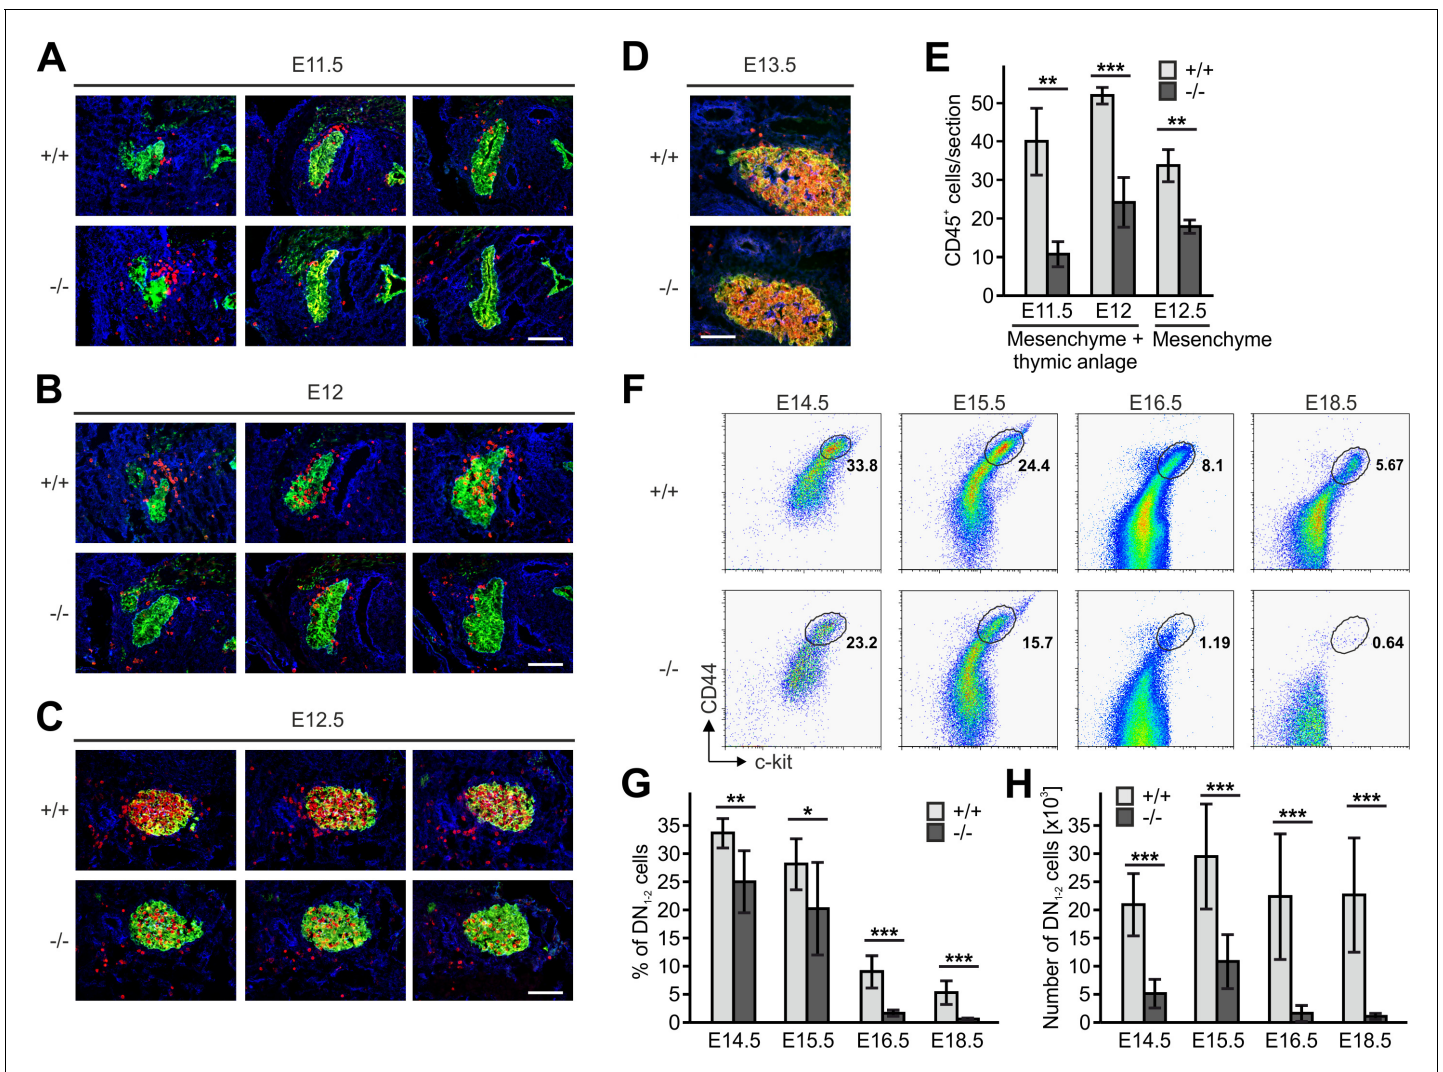 A
E11.5
+/+
-/-
B
E12
+/+
-/-
C
E12.5
+/+
-/-
D
E13.5
+/+
-/-
E
+/+
-/-
**
***
**
CD45⁺ cells/section
50
40
30
20
10
0
E11.5 E12 E12.5
Mesenchyme + thymic anlage
Mesenchyme
F
E14.5 E15.5 E16.5 E18.5
+/+
33.8 24.4 8.1 5.67
-/-
23.2 15.7 1.19 0.64
CD44
c-kit
G
+/+
-/-
** * *** ***
% of DN₁₋₂ cells
35
30
25
20
15
10
5
0
E14.5 E15.5 E16.5 E18.5
H
+/+
-/-
*** *** *** ***
Number of DN₁₋₂ cells [x10³]
35
30
25
20
15
10
5
0
E14.5 E15.5 E16.5 E18.5